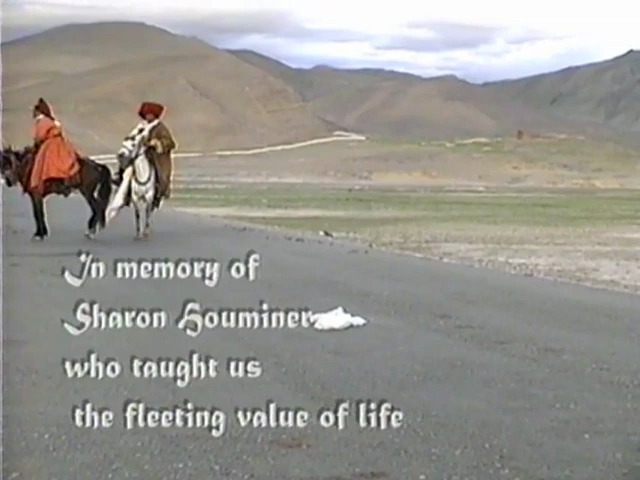 In memory of
Sharon Houminer
who taught us
the fleeting value of life